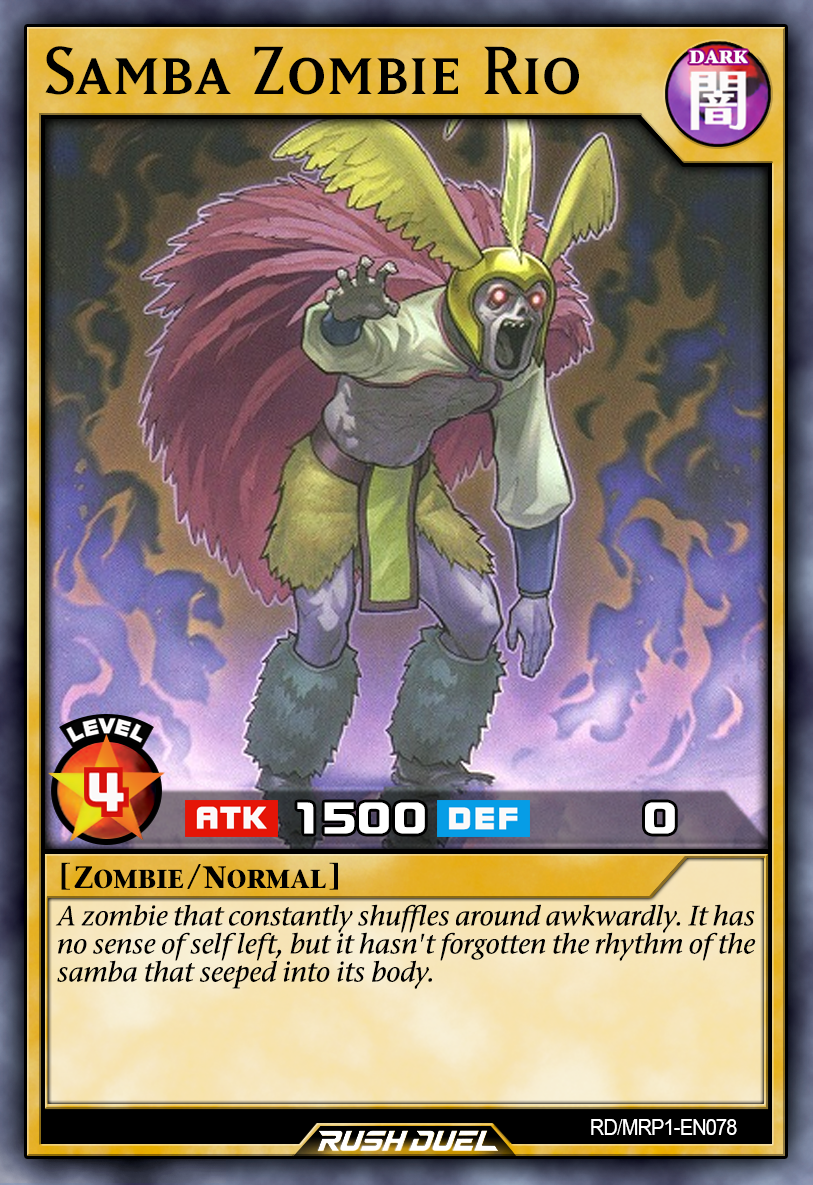 Samba Zombie Rio
DARK
闇
LEVEL
4
ATK 1500 DEF 0
[Zombie/Normal]
A zombie that constantly shuffles around awkwardly. It has
no sense of self left, but it hasn't forgotten the rhythm of the
samba that seeped into its body.
RUSH DUEL
RD/MRP1-EN078